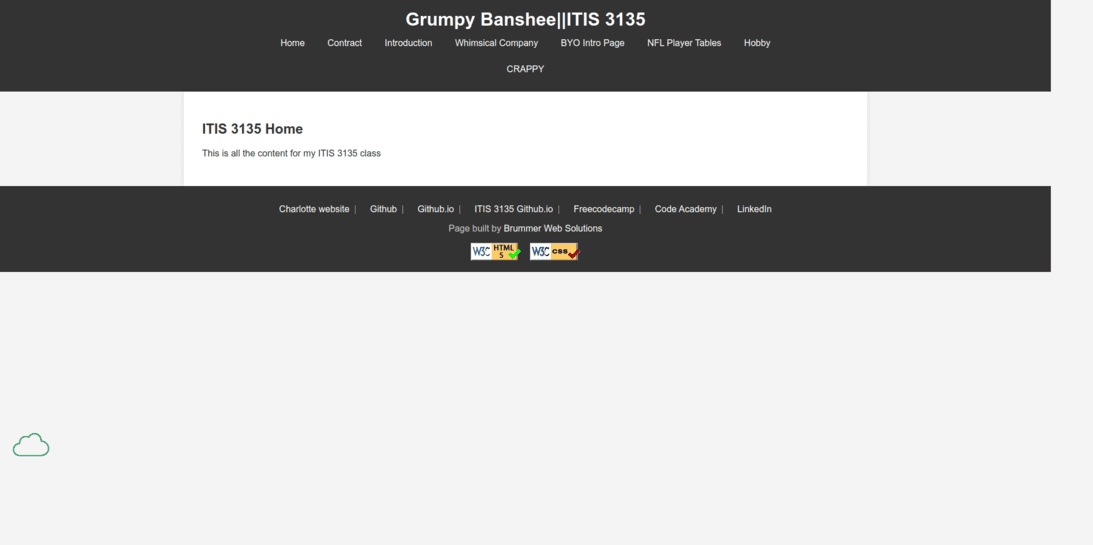 Grumpy Banshee||ITIS 3135
Home Contract Introduction Whimsical Company BYO Intro Page NFL Player Tables Hobby
CRAPPY
ITIS 3135 Home
This is all the content for my ITIS 3135 class
Charlotte website | Github | Github.io | ITIS 3135 Github.io | Freecodecamp | Code Academy | LinkedIn
Page built by Brummer Web Solutions
W3C HTML 5 W3C css